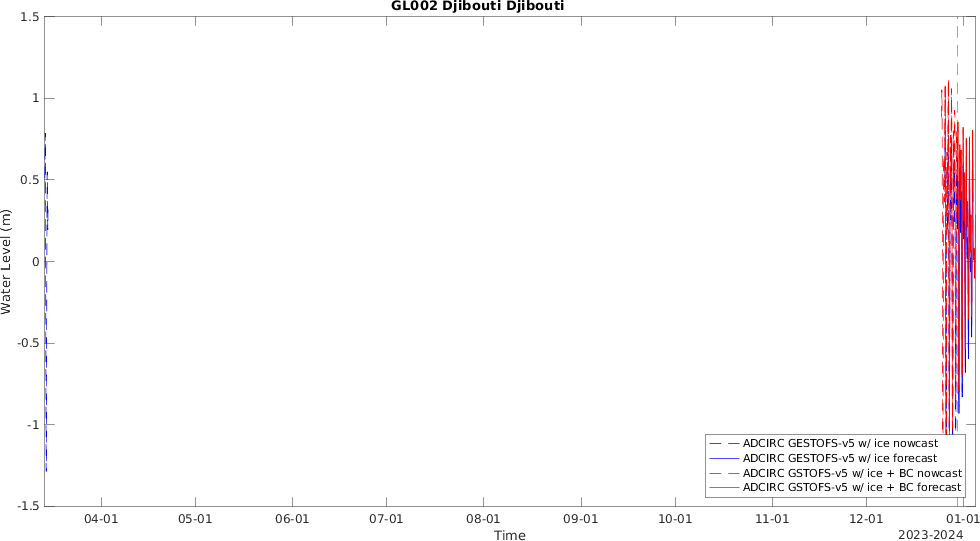 GL002 Djibouti Djibouti
1.5
1
0.5
0
-0.5
-1
-1.5
Water Level (m)
04-01 05-01 06-01 07-01 08-01 09-01 10-01 11-01 12-01 01-01
Time
2023-2024
ADCIRC GESTOFS-v5 w/ ice nowcast
ADCIRC GESTOFS-v5 w/ ice forecast
ADCIRC GSTOFS-v5 w/ ice + BC nowcast
ADCIRC GSTOFS-v5 w/ ice + BC forecast